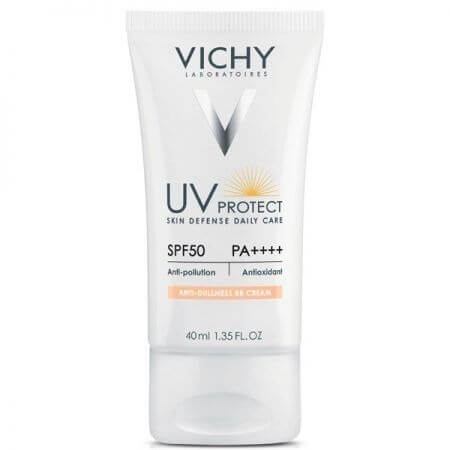 VICHY
LABORATOIRES
UV PROTECT
SKIN DEFENSE DAILY CARE
SPF50 PA++++
Anti-pollution Antioxidant
ANTI-DULLNESS BB CREAM
40ml 1.35 FL.OZ